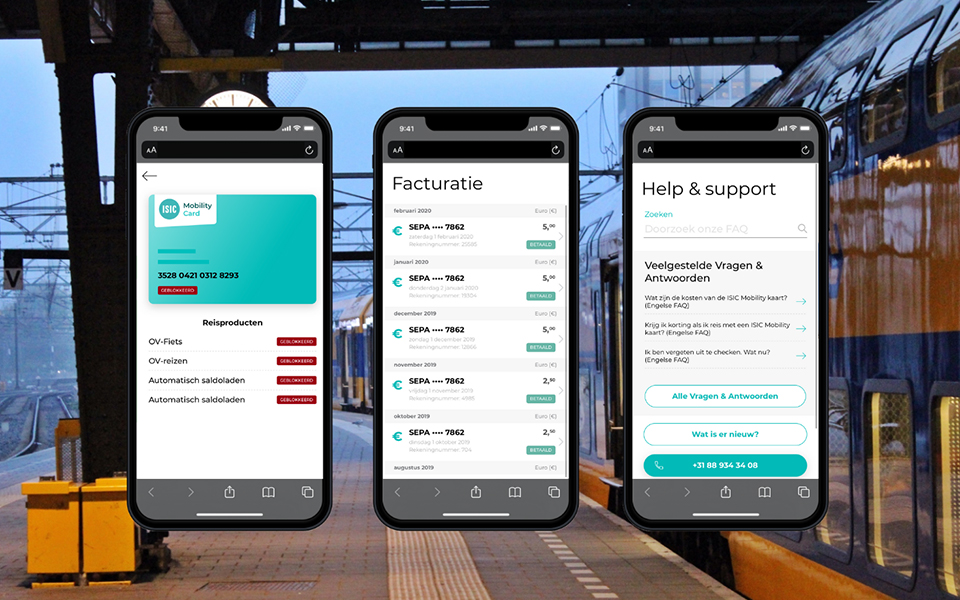 9:41
AA
ISIC
Mobility
Card
3528 0421 0312 8293
GEBLOKKEERD
Reisproducten
OV-Fiets GEBLOKKEERD
OV-reizen GEBLOKKEERD
Automatisch saldoladen GEBLOKKEERD
Automatisch saldoladen GEBLOKKEERD
9:41
AA
Facturatie
februari 2020 Euro (€)
SEPA •••• 7862 5,00
zaterdag 1 februari 2020
Rekeningnummer BETAALD
januari 2020 Euro (€)
SEPA •••• 7862 5,00
donderdag 2 januari 2020
Rekeningnummer 19304 BETAALD
december 2019 Euro (€)
SEPA •••• 7862 5,00
zondag 1 december 2019
Rekeningnummer BETAALD
november 2019 Euro (€)
SEPA •••• 7862 2,50
vrijdag 1 november 2019
Rekeningnummer BETAALD
oktober 2019 Euro (€)
SEPA •••• 7862 2,50
dinsdag 1 oktober 2019
Rekeningnummer BETAALD
augustus 2019 Euro (€)
9:41
AA
Help & support
Zoeken
Doorzoek onze FAQ
Veelgestelde Vragen &
Antwoorden
Wat zijn de kosten van de ISIC Mobility kaart?
(Engelse FAQ)
Krijg ik korting als ik reis met een ISIC Mobility
kaart? (Engelse FAQ)
Ik ben vergeten uit te checken. Wat nu?
(Engelse FAQ)
Alle Vragen & Antwoorden
Wat is er nieuw?
+31 88 934 34 08
V